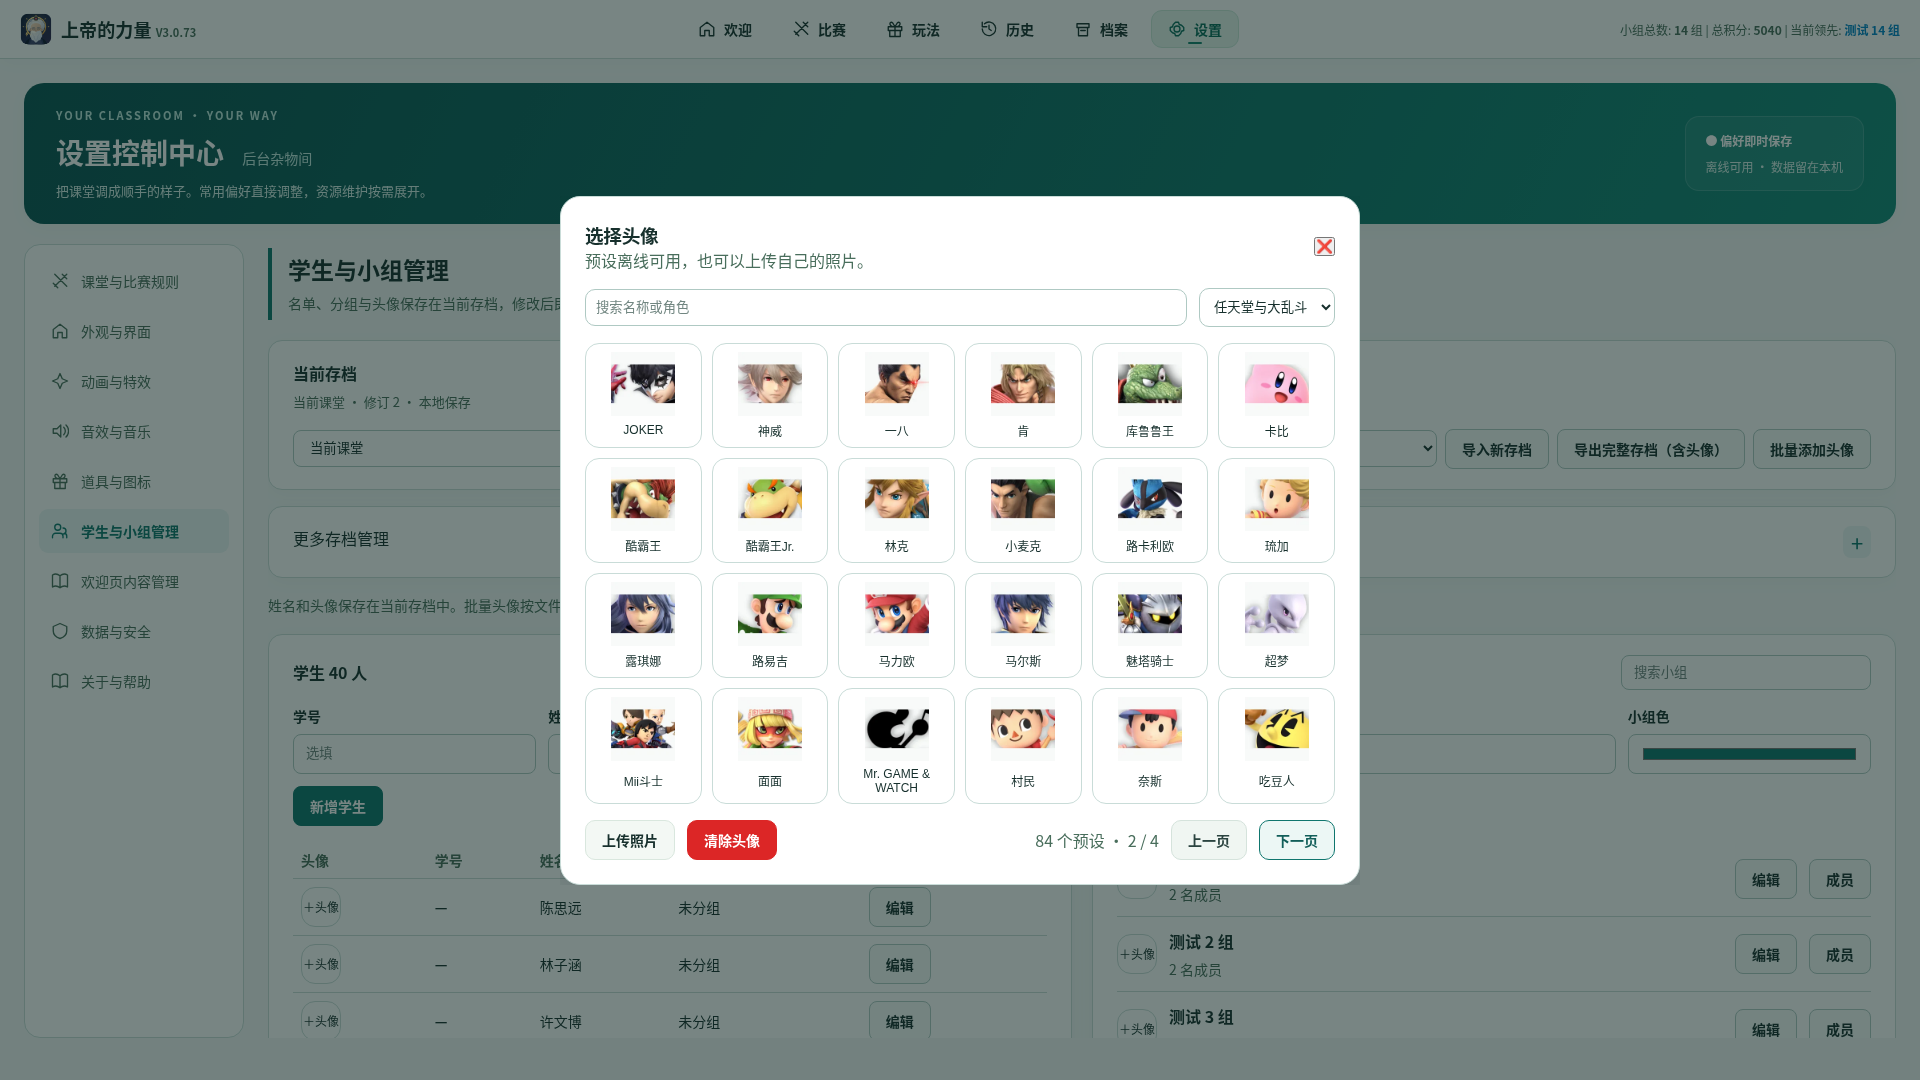 上帝的力量 V3.0.73
欢迎
比赛
玩法
历史
档案
设置
小组总数: 14 组 | 总积分: 5040 | 当前领先: 测试 14 组
YOUR CLASSROOM • YOUR WAY
设置控制中心 后台杂物间
把课堂调成顺手的样子。常用偏好直接调整，资源维护按需展开。
偏好即时保存
离线可用 • 数据留在本机
课堂与比赛规则
外观与界面
动画与特效
音效与音乐
道具与图标
学生与小组管理
欢迎页内容管理
数据与安全
关于与帮助
学生与小组管理
名单、分组与头像保存在当前存档，修改后
当前存档
当前课堂 • 修订 2 • 本地保存
当前课堂
导入新存档
导出完整存档（含头像）
批量添加头像
更多存档管理
+
姓名和头像保存在当前存档中。批量头像按文件
学生 40 人
学号
选填
新增学生
头像 学号
+头像 — 陈思远 未分组 编辑
+头像 — 林子涵 未分组 编辑
+头像 — 许文博 未分组 编辑
搜索小组
小组色
2 名成员
编辑 成员
+头像 测试 2 组
2 名成员
编辑 成员
+头像 测试 3 组
编辑 成员
选择头像
预设离线可用，也可以上传自己的照片。
搜索名称或角色
任天堂与大乱斗
JOKER
神威
一八
肯
库鲁鲁王
卡比
酷霸王
酷霸王Jr.
林克
小麦克
路卡利欧
琉加
露琪娜
路易吉
马力欧
马尔斯
魅塔骑士
超梦
Mii斗士
面面
Mr. GAME &
WATCH
村民
奈斯
吃豆人
上传照片
清除头像
84 个预设 • 2 / 4
上一页
下一页